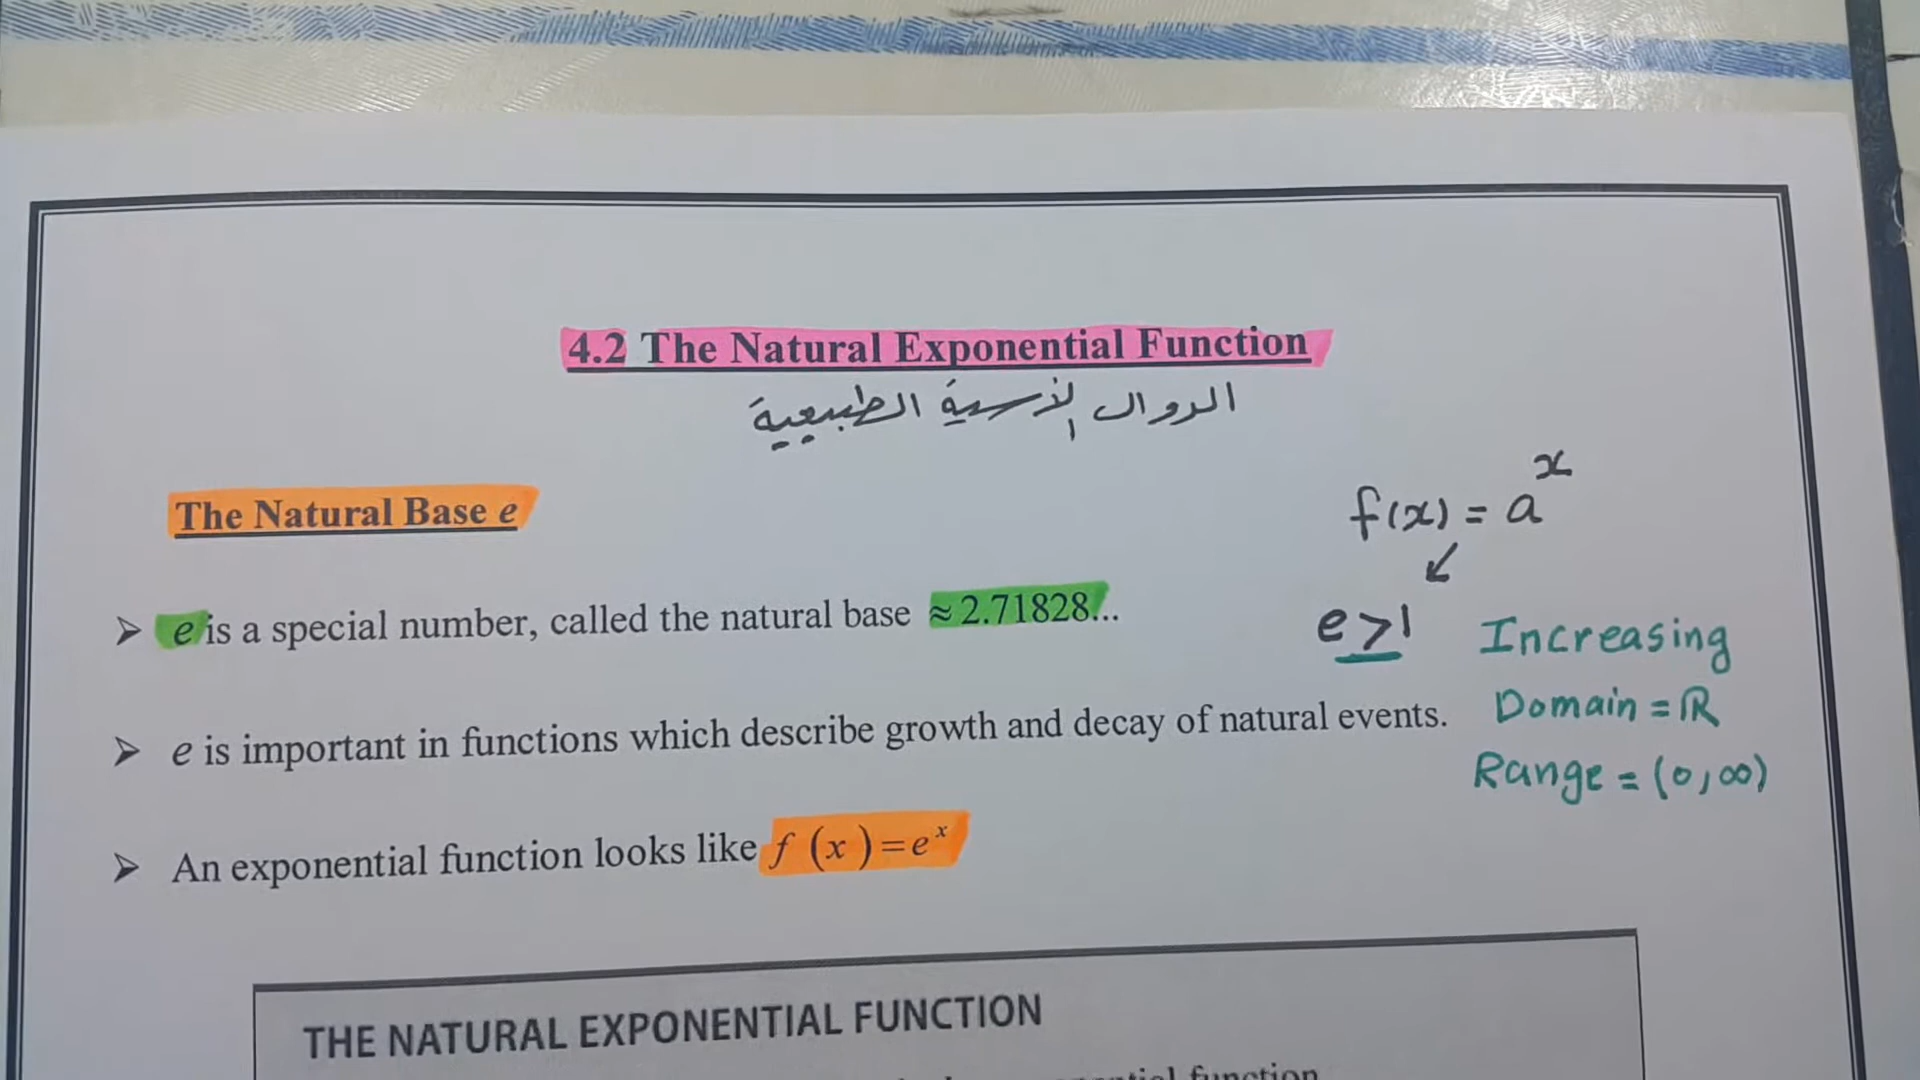 4.2 The Natural Exponential Function
الدوال الأسية الطبيعية
The Natural Base e
f(x) = a^x
➢ e is a special number, called the natural base ≈ 2.71828...
e > 1
Increasing
➢ e is important in functions which describe growth and decay of natural events.
Domain = ℝ
Range = (0, ∞)
➢ An exponential function looks like f (x) = e^x
THE NATURAL EXPONENTIAL FUNCTION
function